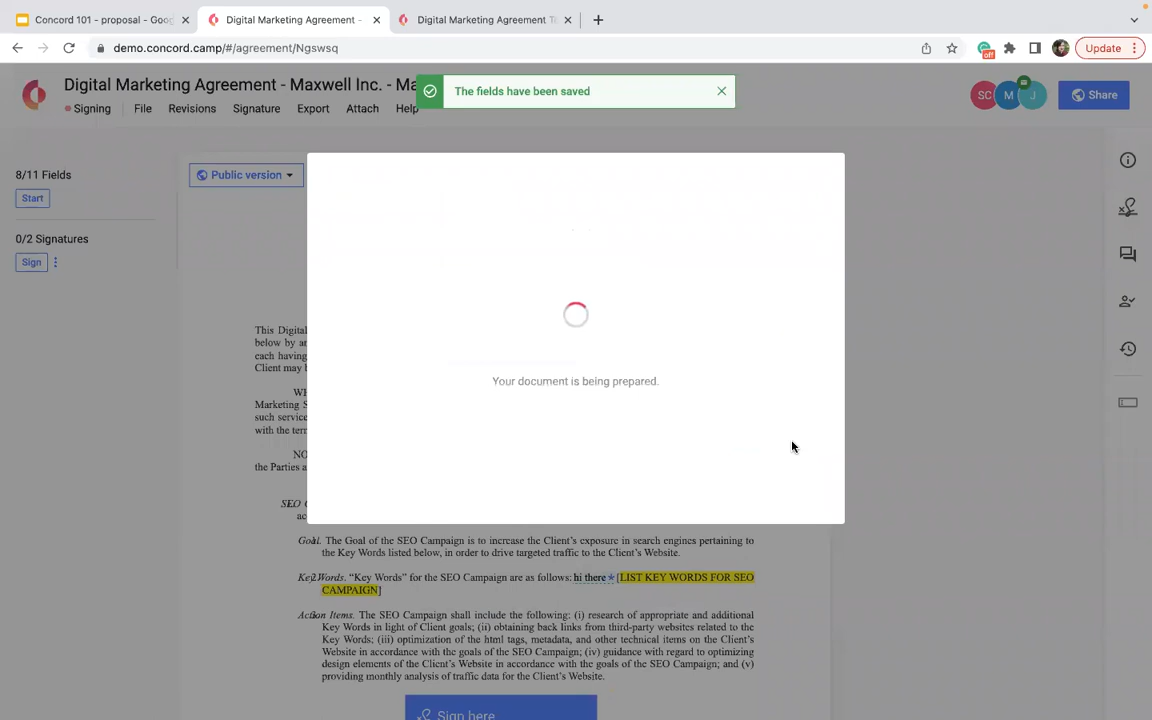 Concord 101 - proposal - Goog
Digital Marketing Agreement -
Digital Marketing Agreement T
demo.concord.camp/#/agreement/Ngswsq
off
Update
Digital Marketing Agreement - Maxwell Inc. - Ma
The fields have been saved
Signing File Revisions Signature Export Attach Help
SC M J
Share
8/11 Fields
Start
0/2 Signatures
Sign
Public version
Your document is being prepared.
This Digital
below by an
each having
Client may b
WH
Marketing S
such service
with the term
NO
the Parties a
SEO C
ac
Goal. The Goal of the SEO Campaign is to increase the Client's exposure in search engines pertaining to
the Key Words listed below, in order to drive targeted traffic to the Client's Website.
Key Words. “Key Words” for the SEO Campaign are as follows: hi there * [LIST KEY WORDS FOR SEO
CAMPAIGN]
Action Items. The SEO Campaign shall include the following: (i) research of appropriate and additional
Key Words in light of Client goals; (ii) obtaining back links from third-party websites related to the
Key Words; (iii) optimization of the html tags, metadata, and other technical items on the Client's
Website in accordance with the goals of the SEO Campaign; (iv) guidance with regard to optimizing
design elements of the Client's Website in accordance with the goals of the SEO Campaign; and (v)
providing monthly analysis of traffic data for the Client's Website.
Sign here